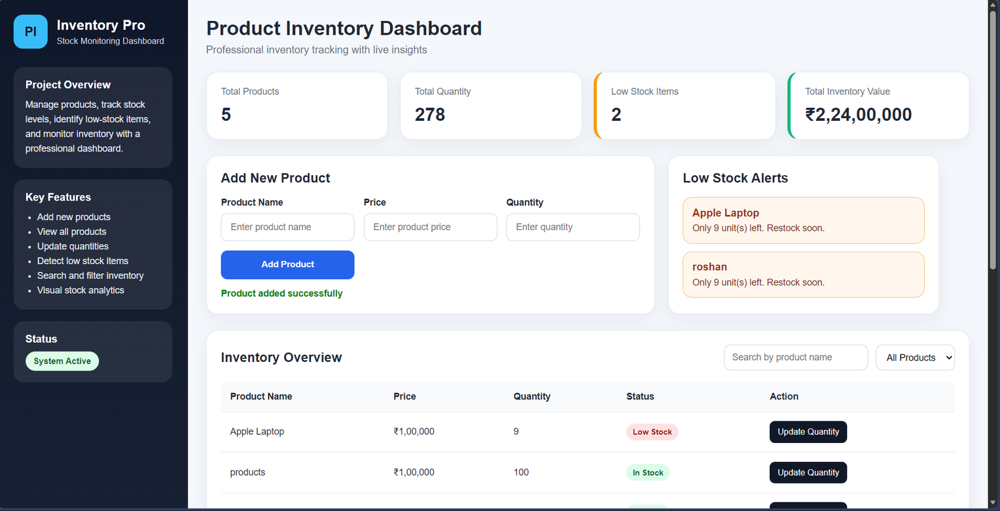 PI
Inventory Pro
Stock Monitoring Dashboard
Project Overview
Manage products, track stock
levels, identify low-stock items,
and monitor inventory with a
professional dashboard.
Key Features
Add new products
View all products
Update quantities
Detect low stock items
Search and filter inventory
Visual stock analytics
Status
System Active
Product Inventory Dashboard
Professional inventory tracking with live insights
Total Products
5
Total Quantity
278
Low Stock Items
2
Total Inventory Value
₹2,24,00,000
Add New Product
Product Name Price Quantity
Enter product name Enter product price Enter quantity
Add Product
Product added successfully
Low Stock Alerts
Apple Laptop
Only 9 unit(s) left. Restock soon.
roshan
Only 9 unit(s) left. Restock soon.
Inventory Overview Search by product name All Products
Product Name Price Quantity Status Action
Apple Laptop ₹1,00,000 9 Low Stock Update Quantity
products ₹1,00,000 100 In Stock Update Quantity